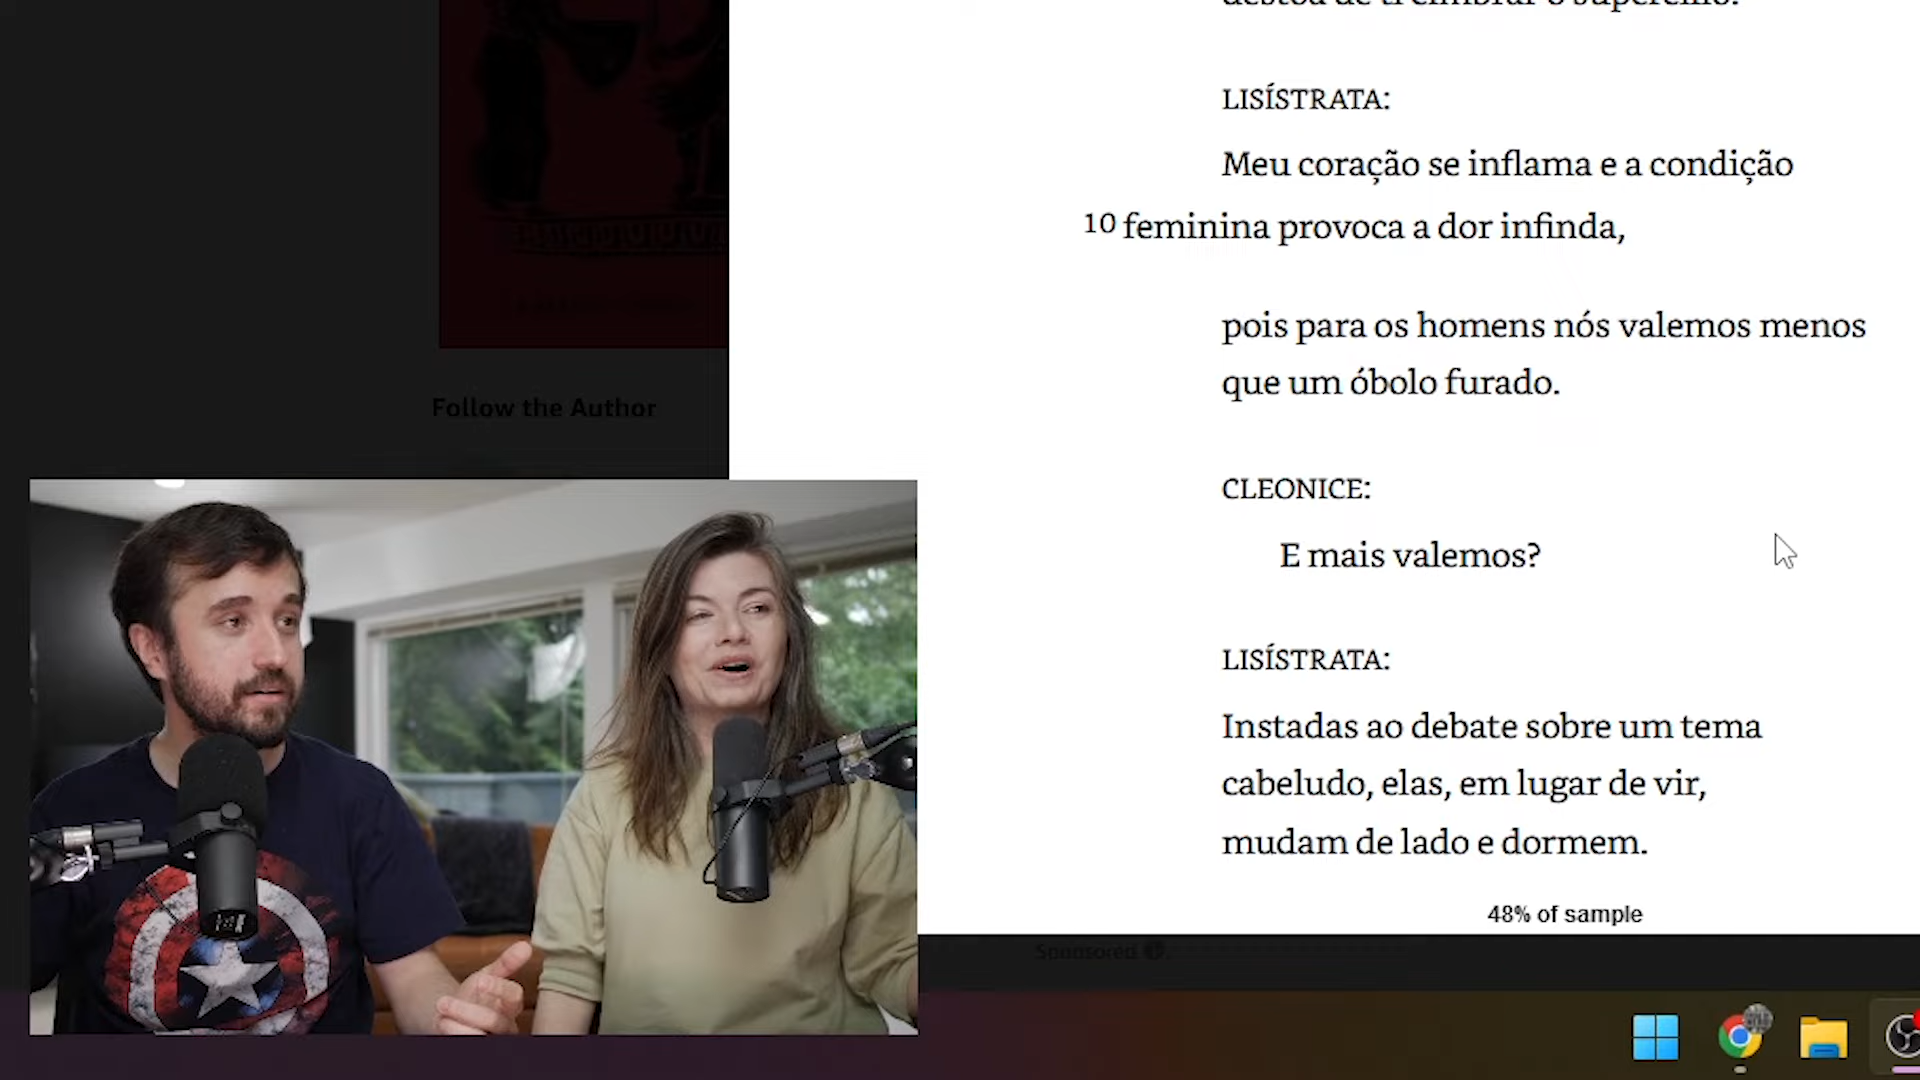 LISÍSTRATA:
Meu coração se inflama e a condição
10 feminina provoca a dor infinda,
pois para os homens nós valemos menos
que um óbolo furado.
Follow the Author
CLEONICE:
E mais valemos?
LISÍSTRATA:
Instadas ao debate sobre um tema
cabeludo, elas, em lugar de vir,
mudam de lado e dormem.
48% of sample
Sponsored